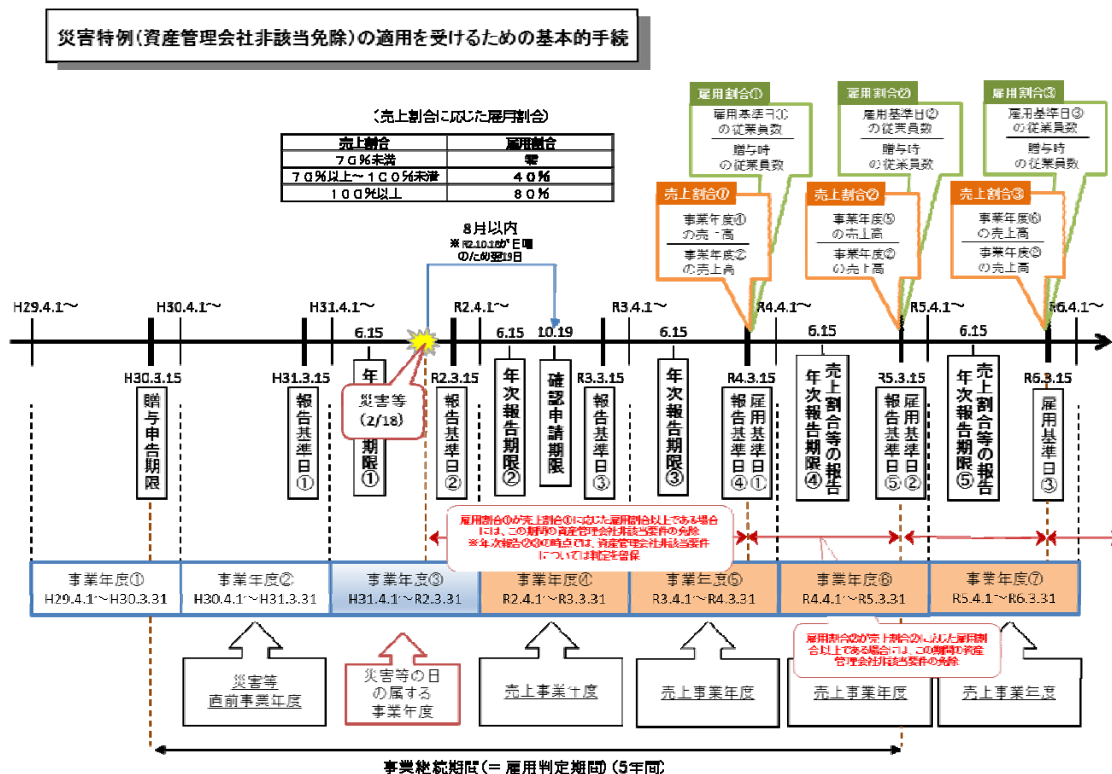 災害特例(資産管理会社非該当免除)の適用を受けるための基本的手続
(売上割合に応じた雇用割合)
売上割合 雇用割合
70%未満 零
70%以上～100%未満 40%
100%以上 80%
8月以内
※R2.10.18が日曜
のため翌19日
雇用割合①
雇用基準日①
の従業員数
贈与時
の従業員数
雇用割合②
雇用基準日②
の従業員数
贈与時
の従業員数
雇用割合③
雇用基準日③
の従業員数
贈与時
の従業員数
売上割合①
事業年度④
の売上高
事業年度②
の売上高
売上割合②
事業年度⑤
の売上高
事業年度②
の売上高
売上割合③
事業年度⑥
の売上高
事業年度②
の売上高
H29.4.1～
H30.4.1～
H31.4.1～
R2.4.1～
R3.4.1～
R4.4.1～
R5.4.1～
R6.4.1～
6.15
6.15
10.19
6.15
6.15
6.15
H30.3.15
H31.3.15
R2.3.15
R3.3.15
R4.3.15
R5.3.15
R6.3.15
贈与申告期限
報告基準日①
年
期限①
災害等
(2/18)
報告基準日②
年次報告期限②
確認申請期限
報告基準日③
年次報告期限③
雇用基準日①
報告基準日④
売上割合等の報告
年次報告期限④
雇用基準日②
報告基準日⑤
売上割合等の報告
年次報告期限⑤
雇用基準日③
雇用割合①が売上割合①に応じた雇用割合以上である場合
には、この期間の資産管理会社非該当要件の免除
※年次報告②③の時点では、資産管理会社非該当要件
については判定を留保
事業年度①
H29.4.1～H30.3.31
事業年度②
H30.4.1～H31.3.31
事業年度③
H31.4.1～R2.3.31
事業年度④
R2.4.1～R3.3.31
事業年度⑤
R3.4.1～R4.3.31
事業年度⑥
R4.4.1～R5.3.31
事業年度⑦
R5.4.1～R6.3.31
雇用割合②が売上割合②に応じた雇用割
合以上である場合には、この期間の資産
管理会社非該当要件の免除
災害等
直前事業年度
災害等の日
の属する
事業年度
売上事業年度
売上事業年度
売上事業年度
売上事業年度
事業継続期間(=雇用判定期間)(5年間)